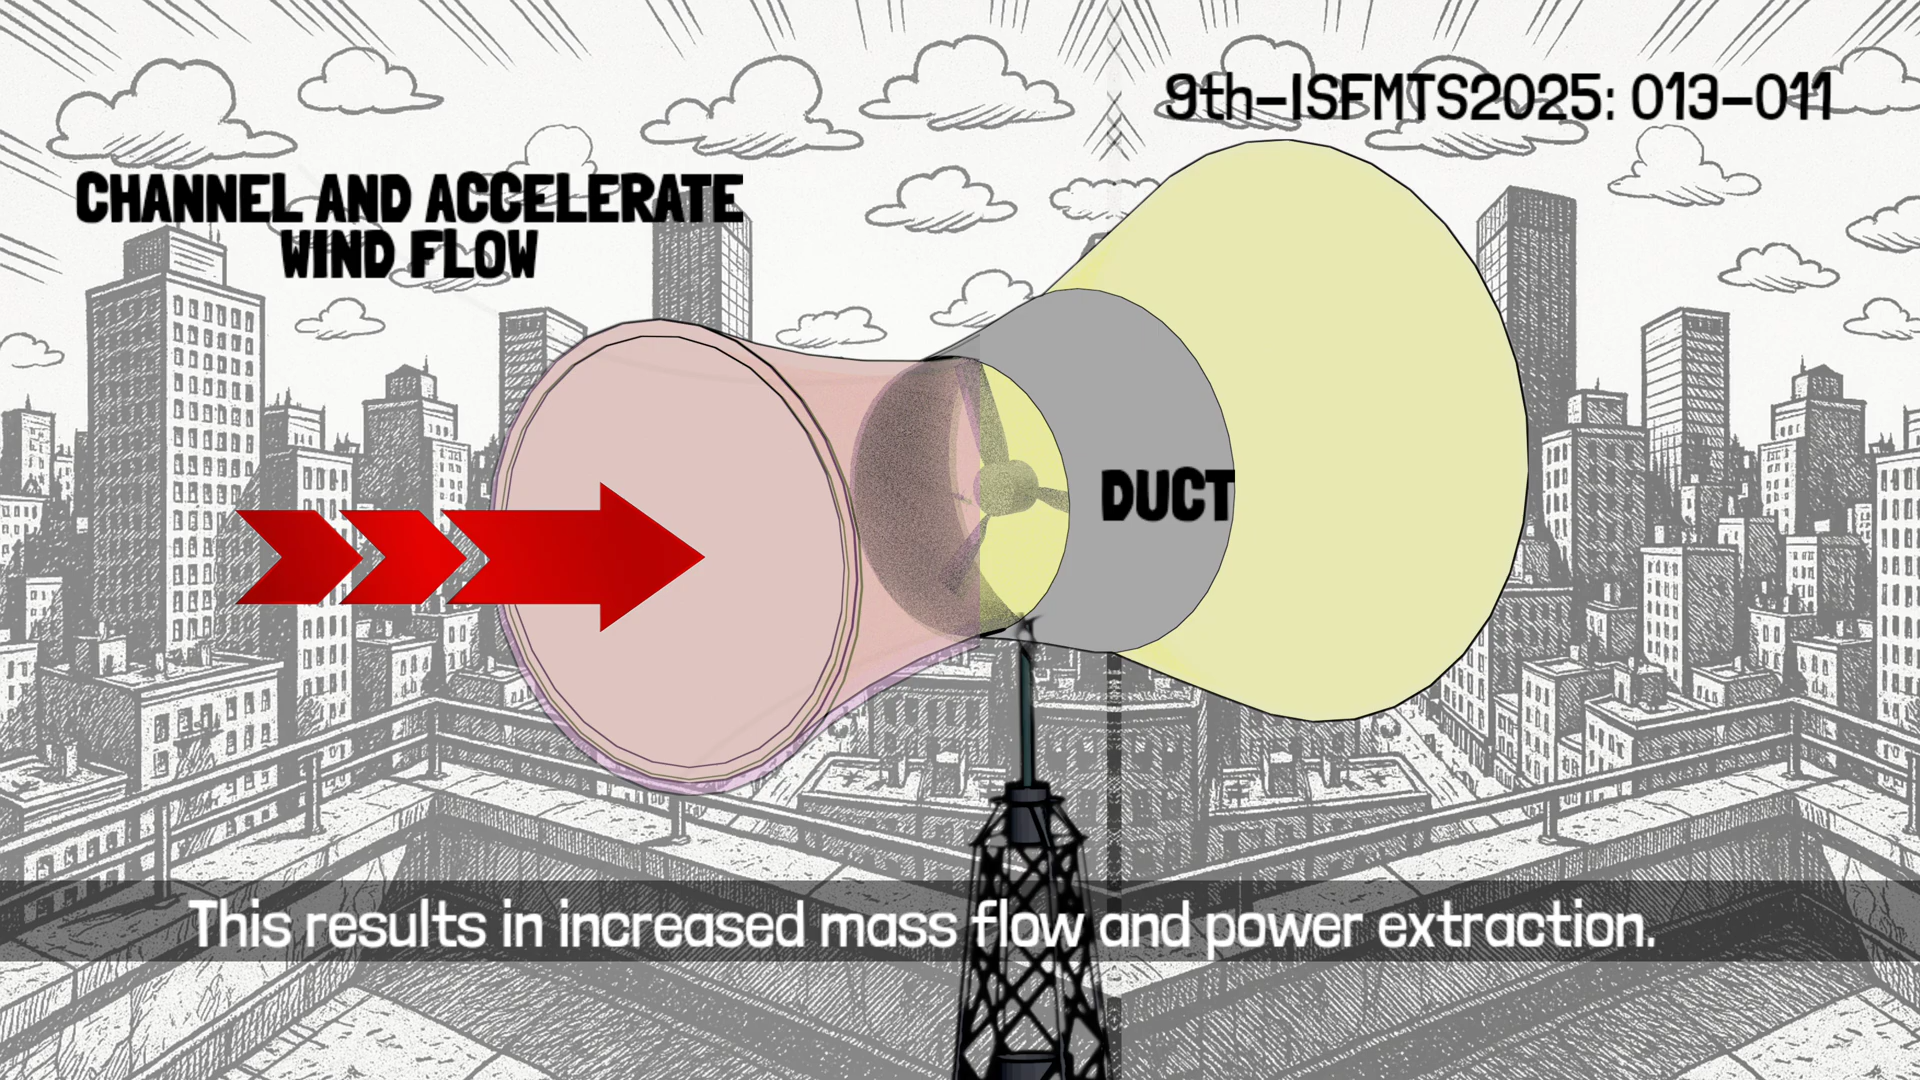 9th-ISFMTS2025: 013-011
CHANNEL AND ACCELERATE
WIND FLOW
DUCT
This results in increased mass flow and power extraction.